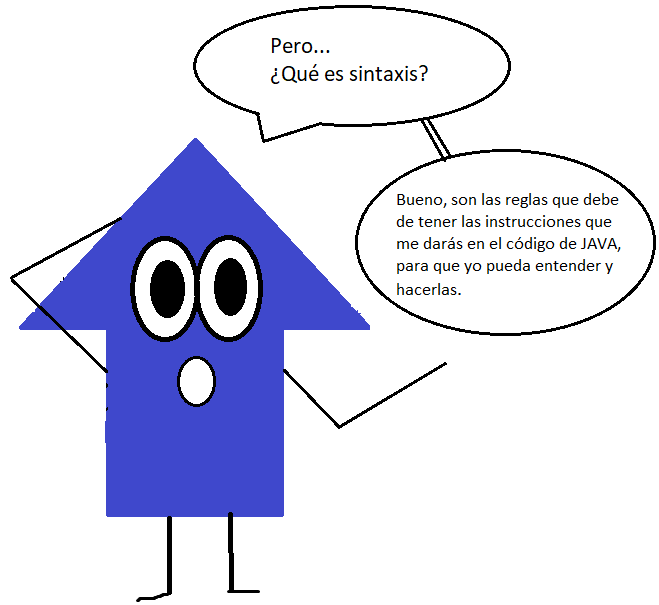 Pero...
¿Qué es sintaxis?
Bueno, son las reglas que debe
de tener las instrucciones que
me darás en el código de JAVA,
para que yo pueda entender y
hacerlas.